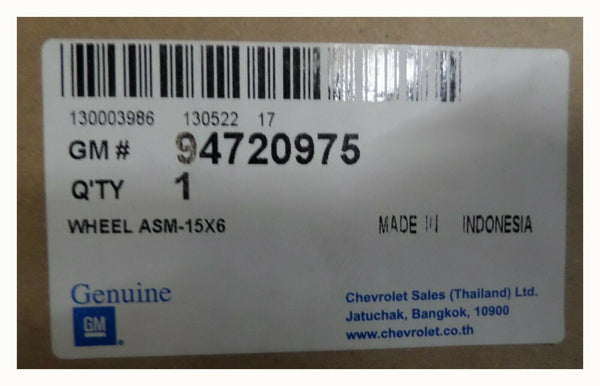 130003986 130522 17
GM # 94720975
Q'TY 1
WHEEL ASM-15X6
MADE IN INDONESIA
Genuine
GM
Chevrolet Sales (Thailand) Ltd.
Jatuchak, Bangkok, 10900
www.chevrolet.co.th